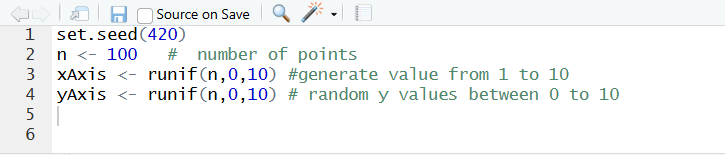 Source on Save
1 set.seed(420)
2 n <- 100   #  number of points
3 xAxis <- runif(n,0,10) #generate value from 1 to 10
4 yAxis <- runif(n,0,10) # random y values between 0 to 10
5
6